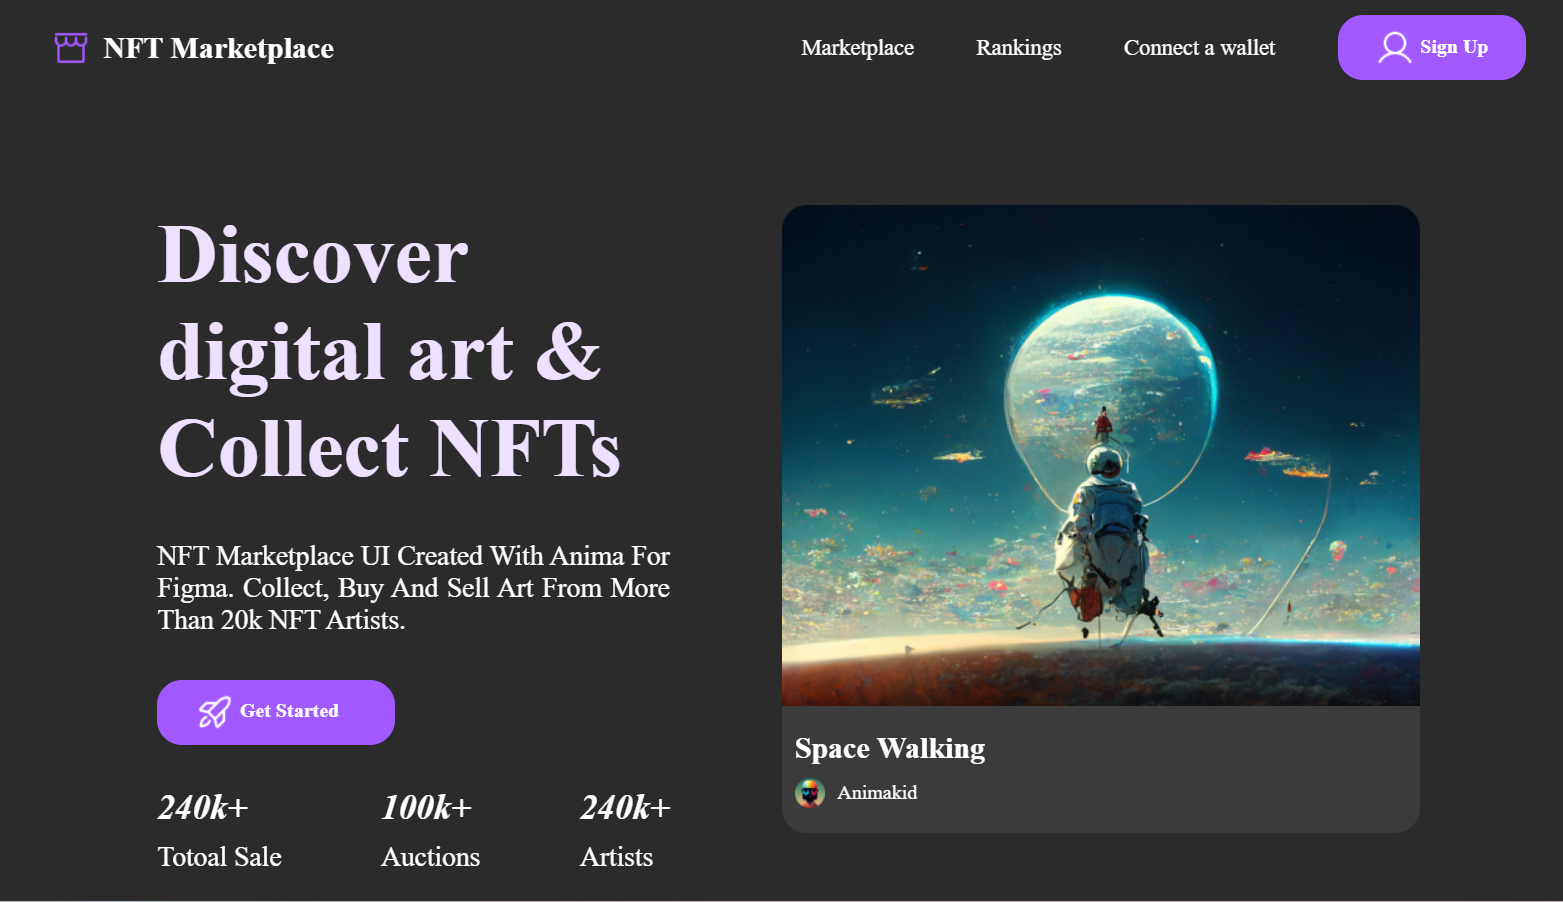 NFT Marketplace
Marketplace
Rankings
Connect a wallet
Sign Up
Discover
digital art &
Collect NFTs
NFT Marketplace UI Created With Anima For
Figma. Collect, Buy And Sell Art From More
Than 20k NFT Artists.
Get Started
240k+
Totoal Sale
100k+
Auctions
240k+
Artists
Space Walking
Animakid